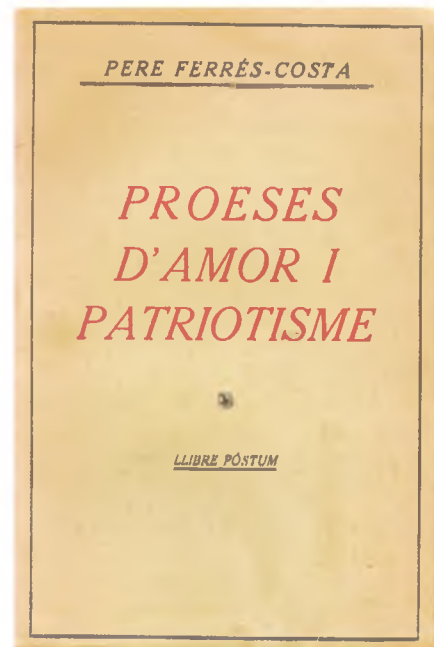 PERE FERRÉS-COSTA
PROESES
D'AMOR I
PATRIOTISME
LLIBRE PÒSTUM